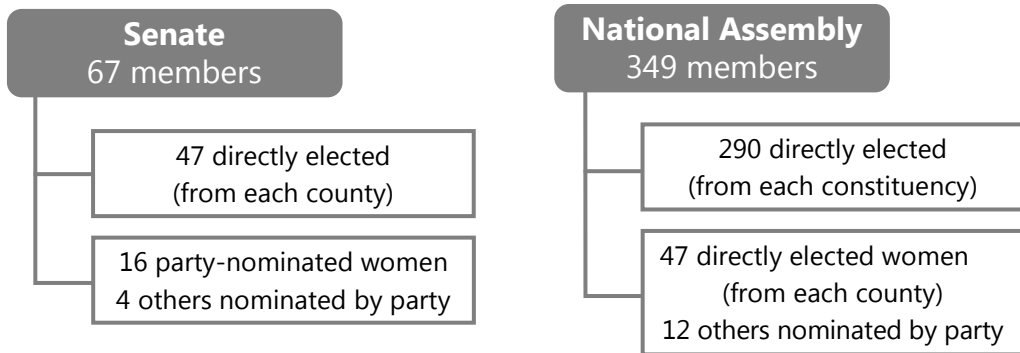 Senate
67 members
47 directly elected
(from each county)
16 party-nominated women
4 others nominated by party
National Assembly
349 members
290 directly elected
(from each constituency)
47 directly elected women
(from each county)
12 others nominated by party